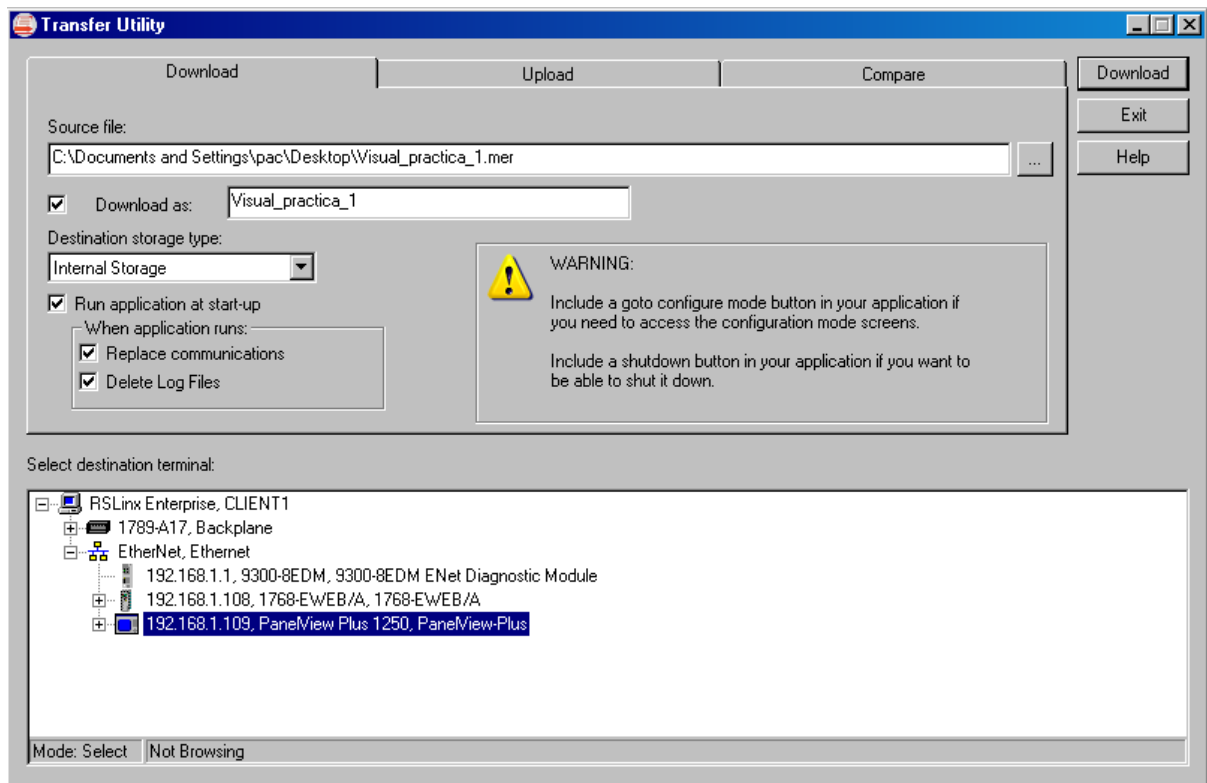 Transfer Utility
Download
Upload
Compare
Download
Exit
Help
Source file:
C:\Documents and Settings\pac\Desktop\Visual_practica_1.mer
...
Download as:
Visual_practica_1
Destination storage type:
Internal Storage
Run application at start-up
When application runs:
Replace communications
Delete Log Files
WARNING:
Include a goto configure mode button in your application if
you need to access the configuration mode screens.
Include a shutdown button in your application if you want to
be able to shut it down.
Select destination terminal:
RSLinx Enterprise, CLIENT1
1789-A17, Backplane
EtherNet, Ethernet
192.168.1.1, 9300-8EDM, 9300-8EDM ENet Diagnostic Module
192.168.1.108, 1768-EWEB/A, 1768-EWEB/A
192.168.1.109, PanelView Plus 1250, PanelView-Plus
Mode: Select
Not Browsing